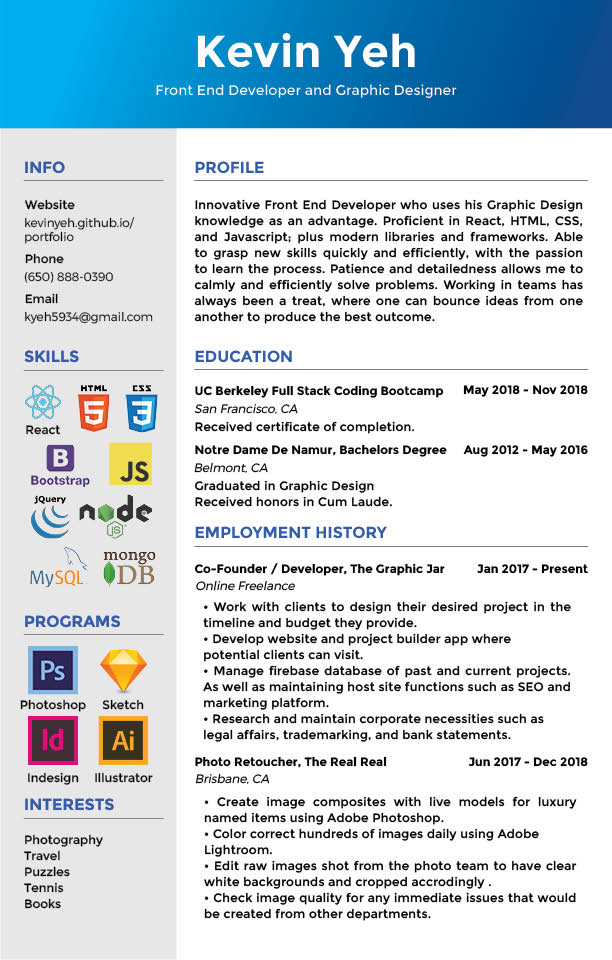 Kevin Yeh
Front End Developer and Graphic Designer
INFO
Website
kevinyeh.github.io/
portfolio
Phone
(650) 888-0390
Email
kyeh5934@gmail.com
SKILLS
React
HTML
5
CSS
3
B
Bootstrap
JS
jQuery
node
JS
MySQL
mongo
DB
PROGRAMS
Ps
Photoshop
Sketch
Id
Indesign
Ai
Illustrator
INTERESTS
Photography
Travel
Puzzles
Tennis
Books
PROFILE
Innovative Front End Developer who uses his Graphic Design
knowledge as an advantage. Proficient in React, HTML, CSS,
and Javascript; plus modern libraries and frameworks. Able
to grasp new skills quickly and efficiently, with the passion
to learn the process. Patience and detailedness allows me to
calmly and efficiently solve problems. Working in teams has
always been a treat, where one can bounce ideas from one
another to produce the best outcome.
EDUCATION
UC Berkeley Full Stack Coding Bootcamp May 2018 - Nov 2018
San Francisco, CA
Received certificate of completion.
Notre Dame De Namur, Bachelors Degree Aug 2012 - May 2016
Belmont, CA
Graduated in Graphic Design
Received honors in Cum Laude.
EMPLOYMENT HISTORY
Co-Founder / Developer, The Graphic Jar Jan 2017 - Present
Online Freelance
• Work with clients to design their desired project in the
timeline and budget they provide.
• Develop website and project builder app where
potential clients can visit.
• Manage firebase database of past and current projects.
As well as maintaining host site functions such as SEO and
marketing platform.
• Research and maintain corporate necessities such as
legal affairs, trademarking, and bank statements.
Photo Retoucher, The Real Real Jun 2017 - Dec 2018
Brisbane, CA
• Create image composites with live models for luxury
named items using Adobe Photoshop.
• Color correct hundreds of images daily using Adobe
Lightroom.
• Edit raw images shot from the photo team to have clear
white backgrounds and cropped accrodingly .
• Check image quality for any immediate issues that would
be created from other departments.